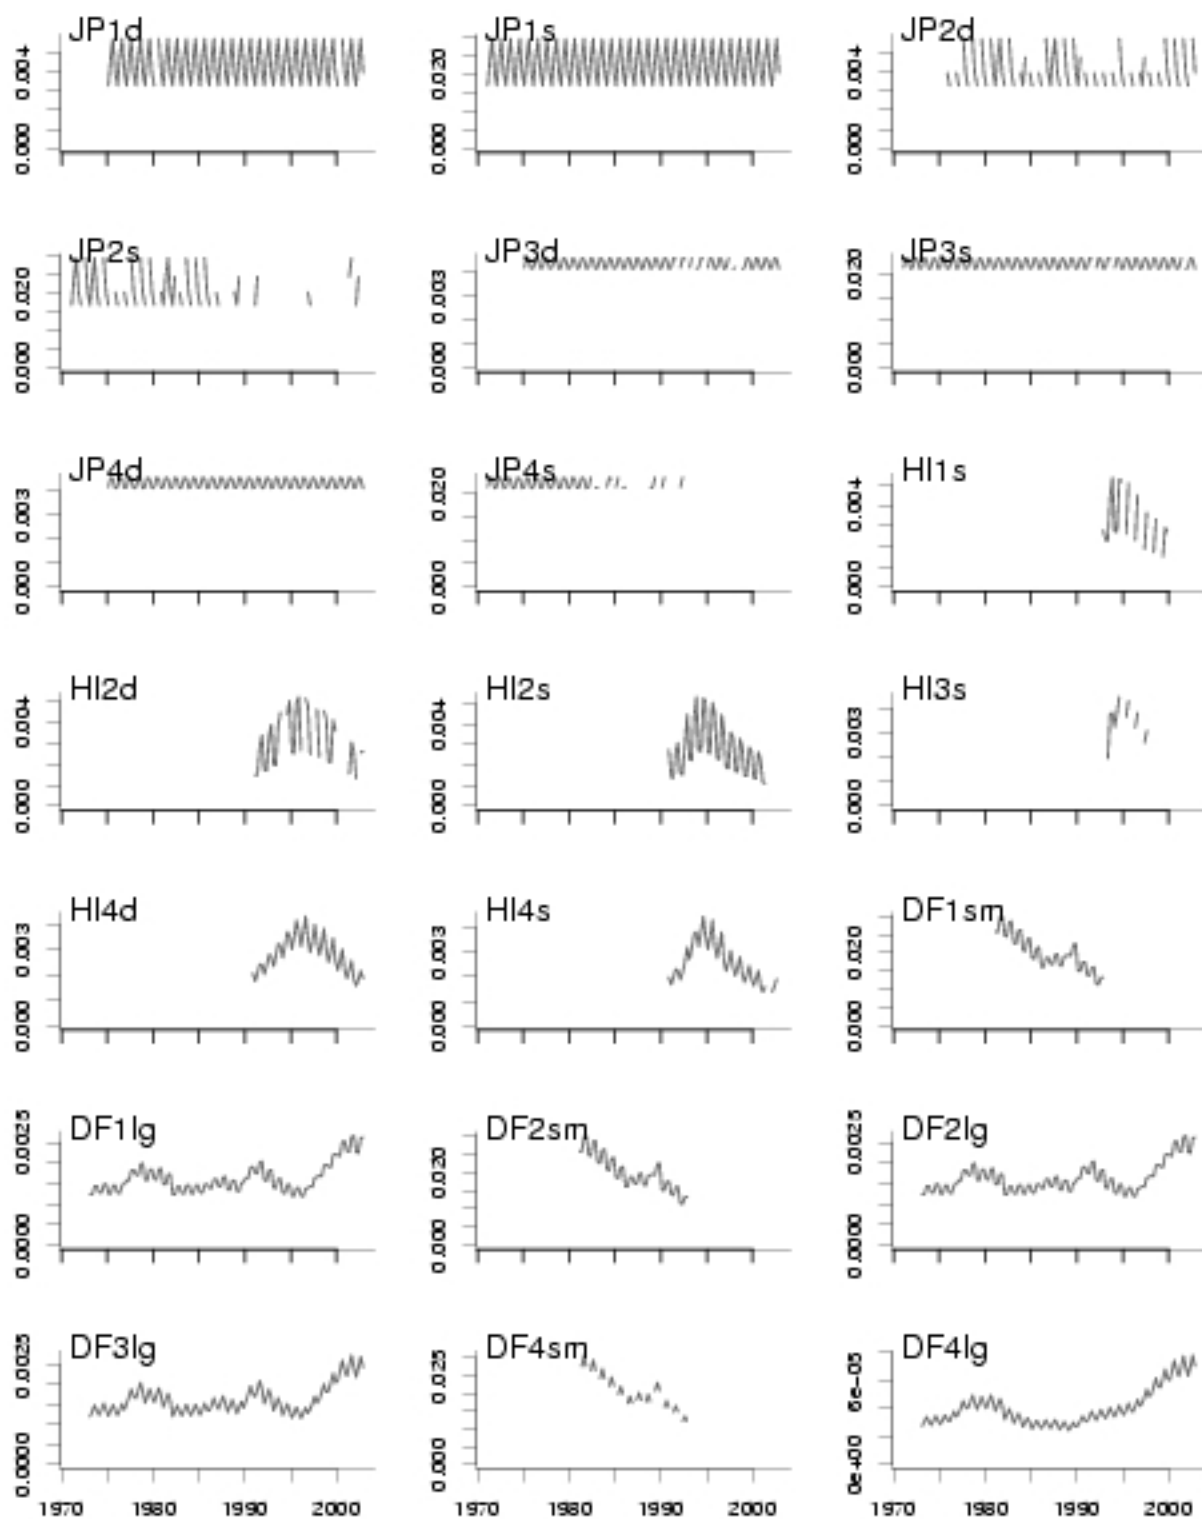 JP1d JP1s JP2d
0.004 0.000 0.020 0.000 0.004 0.000
JP2s JP3d JP3s
0.020 0.000 0.003 0.000 0.020 0.000
JP4d JP4s HI1s
0.003 0.000 0.020 0.000 0.004 0.000
HI2d HI2s HI3s
0.004 0.000 0.004 0.000 0.003 0.000
HI4d HI4s DF1sm
0.003 0.000 0.003 0.000 0.020 0.000
DF1lg DF2sm DF2lg
0.0025 0.0000 0.020 0.000 0.0025 0.0000
DF3lg DF4sm DF4lg
0.0025 0.0000 0.025 0.000 6e-05 0e+00
1970 1980 1990 2000 1970 1980 1990 2000 1970 1980 1990 2000